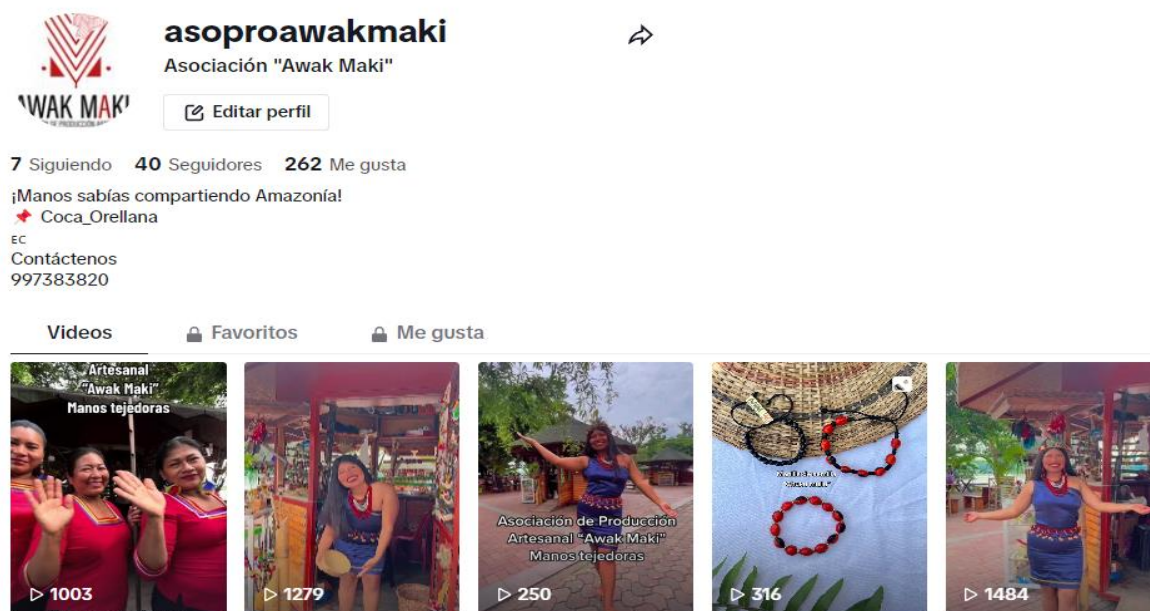 asoproawakmaki
Asociación "Awak Maki"
AWAK MAKI
Editar perfil
7 Siguiendo 40 Seguidores 262 Me gusta
¡Manos sabías compartiendo Amazonía!
Coca_Orellana
EC
Contáctenos
997383820
Videos Favoritos Me gusta
Artesanal
"Awak Maki"
Manos tejedoras
1003
1279
Asociación de Producción
Artesanal "Awak Maki"
Manos tejedoras
250
316
1484